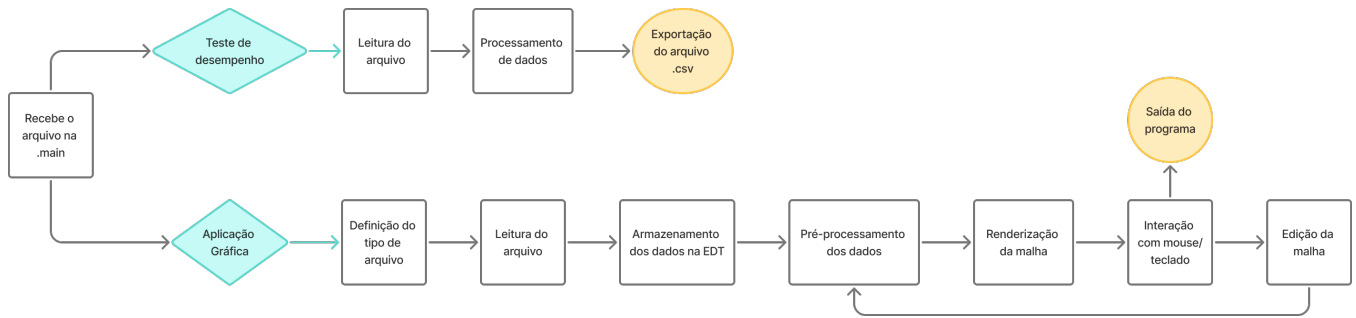 Recebe o
arquivo na
.main
Teste de
desempenho
Leitura do
arquivo
Processamento
de dados
Exportação
do arquivo
.csv
Aplicação
Gráfica
Definição do
tipo de
arquivo
Leitura do
arquivo
Armazenamento
dos dados na EDT
Pré-processamento
dos dados
Renderização
da malha
Interação
com mouse/
teclado
Saída do
programa
Edição da
malha